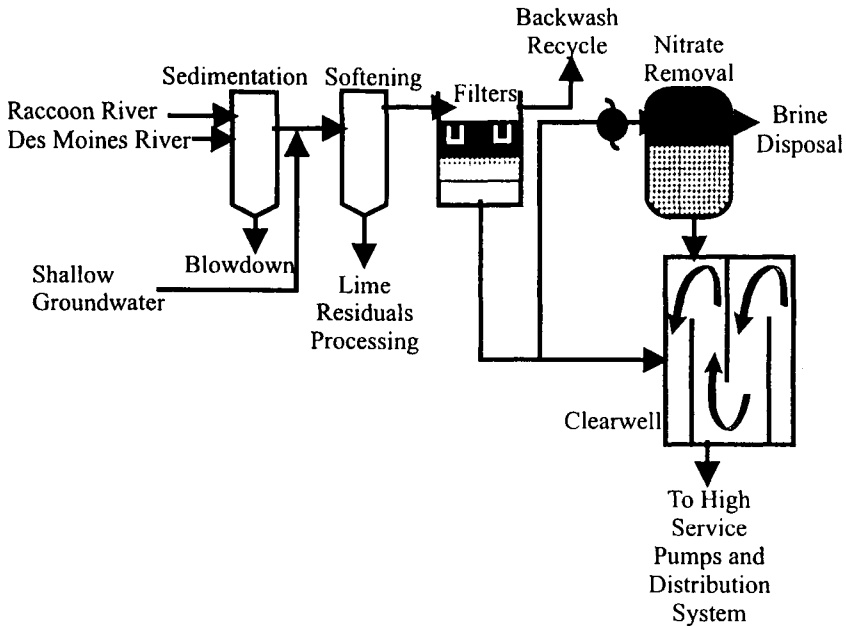 Backwash
Recycle
Nitrate
Removal
Sedimentation
Softening
Filters
Raccoon River
Des Moines River
Brine
Disposal
Blowdown
Shallow
Groundwater
Lime
Residuals
Processing
Clearwell
To High
Service
Pumps and
Distribution
System